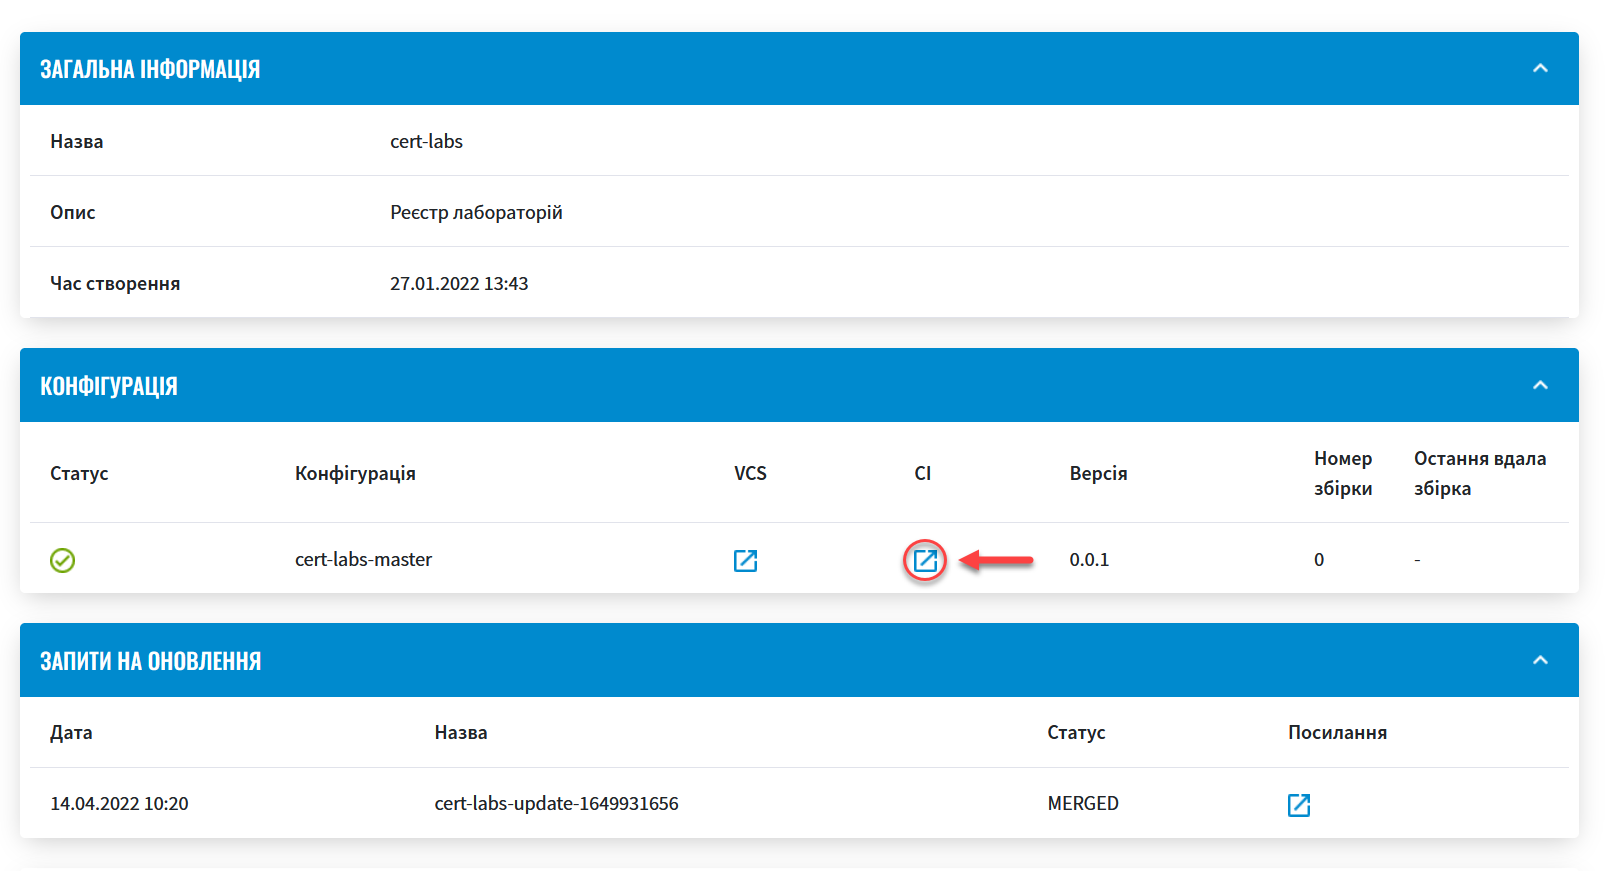 ЗАГАЛЬНА ІНФОРМАЦІЯ
Назва cert-labs
Опис Реєстр лабораторій
Час створення 27.01.2022 13:43
КОНФІГУРАЦІЯ
Статус Конфігурація VCS CI Версія Номер збірки Остання вдала збірка
cert-labs-master 0.0.1 0 -
ЗАПИТИ НА ОНОВЛЕННЯ
Дата Назва Статус Посилання
14.04.2022 10:20 cert-labs-update-1649931656 MERGED